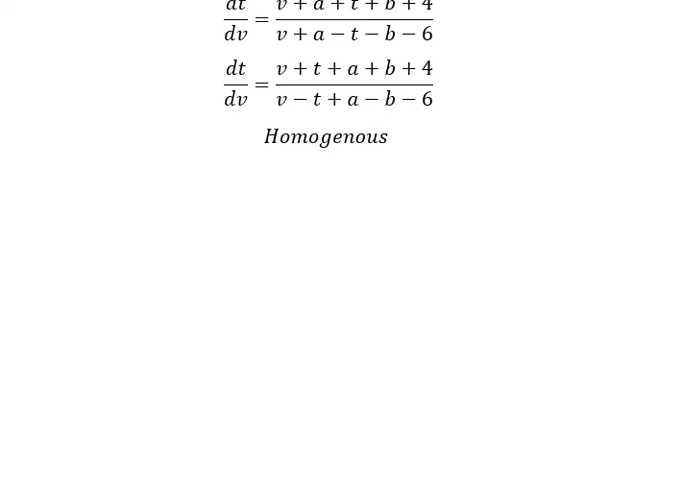 dt/dv = (v + a + t + b + 4)/(v + a − t − b − 6)
dt/dv = (v + t + a + b + 4)/(v − t + a − b − 6)
Homogenous